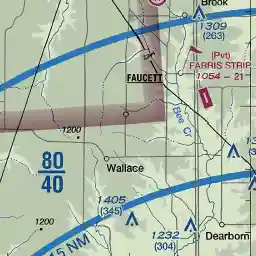 Brook
1309
(263)
(Pvt)
FARRIS STRIP
1054 - 21
FAUCETT
Bee Cr
1200
80
40
Wallace
1405
(345)
1200
1232
(304)
Dearborn
15 NM